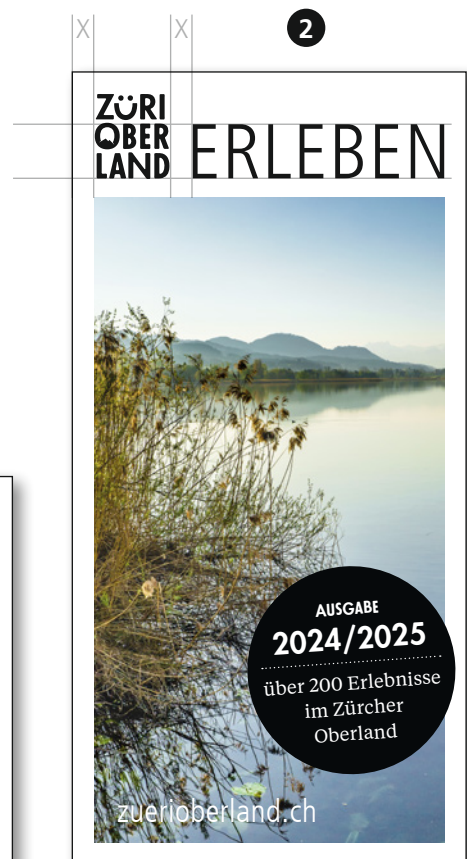 X X 2
ZÜRI
OBER
LAND
ERLEBEN
AUSGABE
2024/2025
über 200 Erlebnisse
im Zürcher
Oberland
zuerioberland.ch